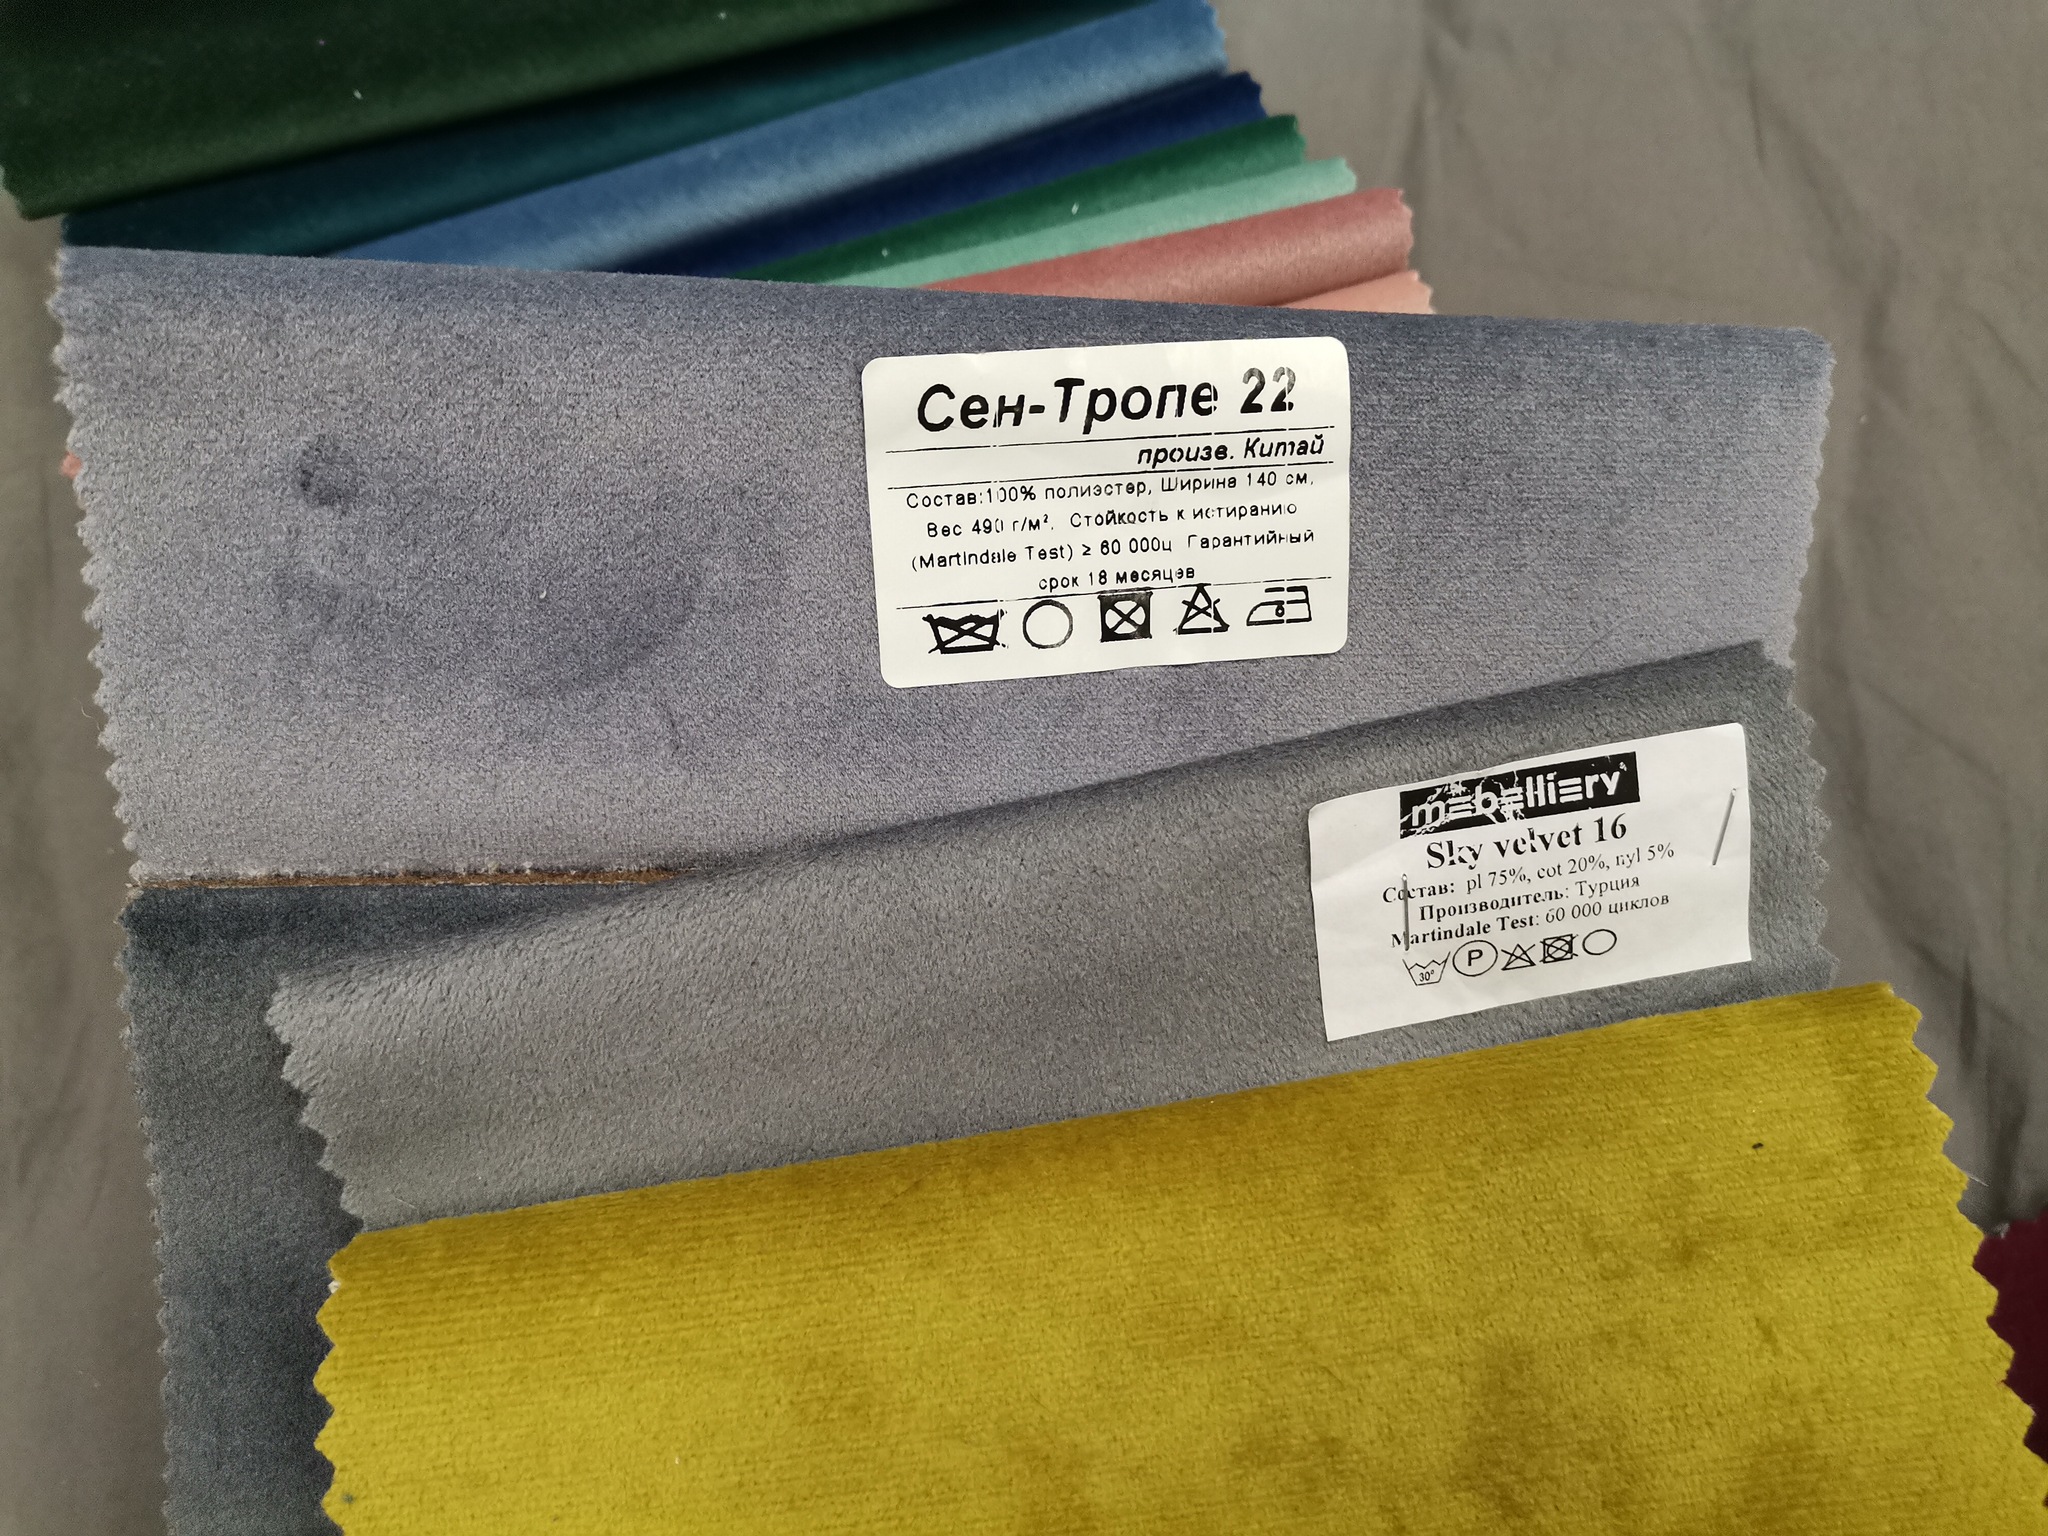 Сен-Тропе 22
произв. Китай
Состав:100% полиэстер, Ширина 140 см,
Вес 490 г/м², Стойкость к истиранию
(Martindale Test) ≥ 60 000ц Гарантийный
срок 18 месяцев
mebelliery
Sky velvet 16
Состав: pl 75%, cot 20%, nyl 5%
Производитель: Турция
Martindale Test: 60 000 циклов
30° P